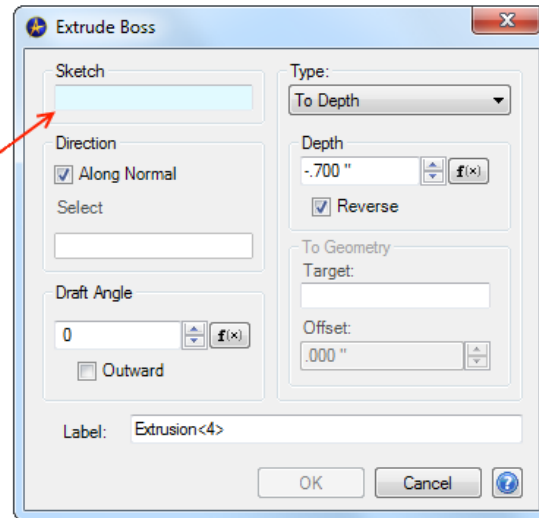 Extrude Boss
Sketch
Direction
Along Normal
Select
Draft Angle
0
f(x)
Outward
Type:
To Depth
Depth
-.700 "
f(x)
Reverse
To Geometry
Target:
Offset:
.000 "
Label:
Extrusion<4>
OK
Cancel
?